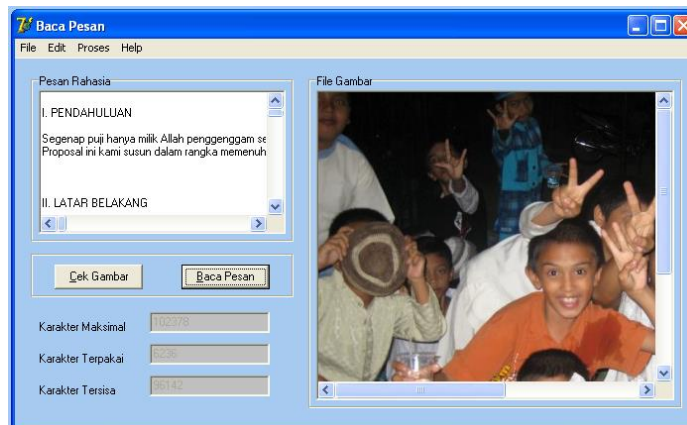 Baca Pesan
File Edit Proses Help
Pesan Rahasia
I. PENDAHULUAN
Segenap puji hanya milik Allah penggenggam se
Proposal ini kami susun dalam rangka memenuh
II. LATAR BELAKANG
Cek Gambar
Baca Pesan
Karakter Maksimal 102378
Karakter Terpakai 6236
Karakter Tersisa 96142
File Gambar